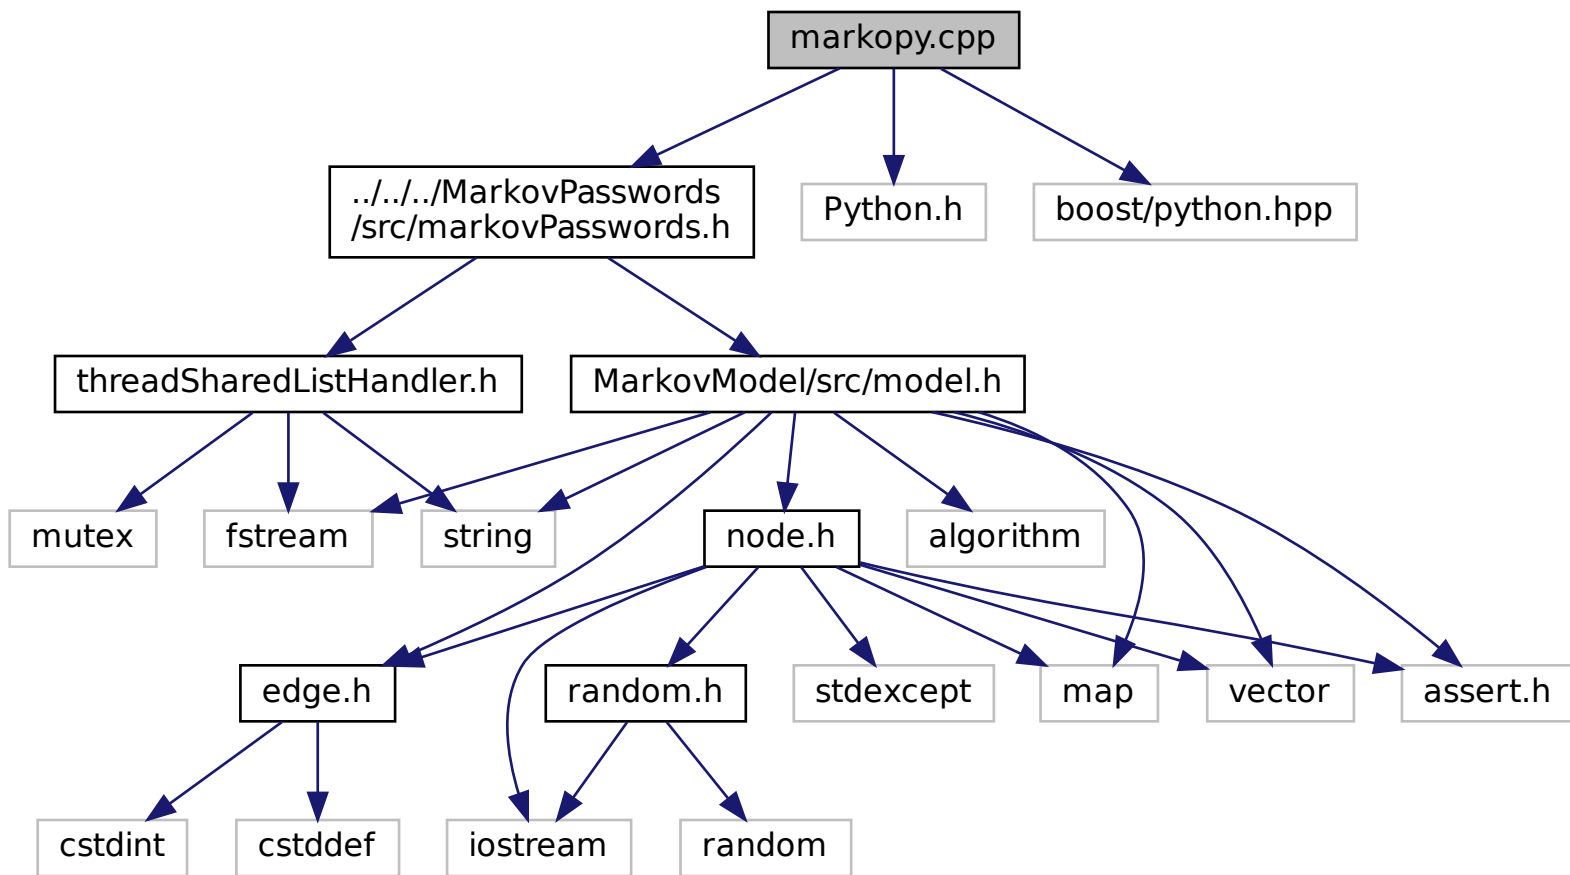 markopy.cpp
../../../MarkovPasswords
/src/markovPasswords.h
Python.h
boost/python.hpp
threadSharedListHandler.h
MarkovModel/src/model.h
mutex
fstream
string
node.h
algorithm
edge.h
random.h
stdexcept
map
vector
assert.h
cstdint
cstddef
iostream
random